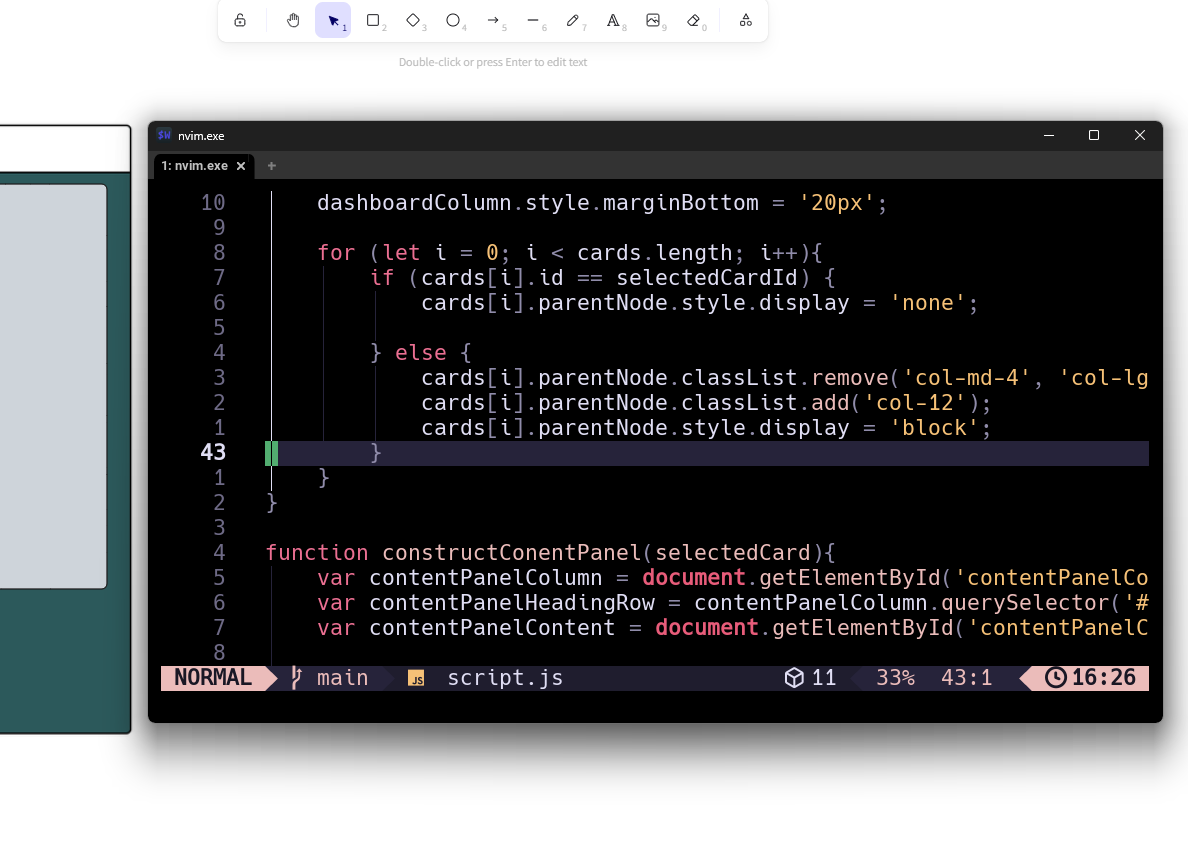 1
2
3
4
5
6
7
8
9
0
Double-click or press Enter to edit text
$W nvim.exe
1: nvim.exe × +
10 dashboardColumn.style.marginBottom = '20px';
9
8 for (let i = 0; i < cards.length; i++){
7 if (cards[i].id == selectedCardId) {
6 cards[i].parentNode.style.display = 'none';
5
4 } else {
3 cards[i].parentNode.classList.remove('col-md-4', 'col-lg
2 cards[i].parentNode.classList.add('col-12');
1 cards[i].parentNode.style.display = 'block';
43 }
1 }
2 }
3
4 function constructConentPanel(selectedCard){
5 var contentPanelColumn = document.getElementById('contentPanelCo
6 var contentPanelHeadingRow = contentPanelColumn.querySelector('#
7 var contentPanelContent = document.getElementById('contentPanelC
8
NORMAL main JS script.js 11 33% 43:1 16:26